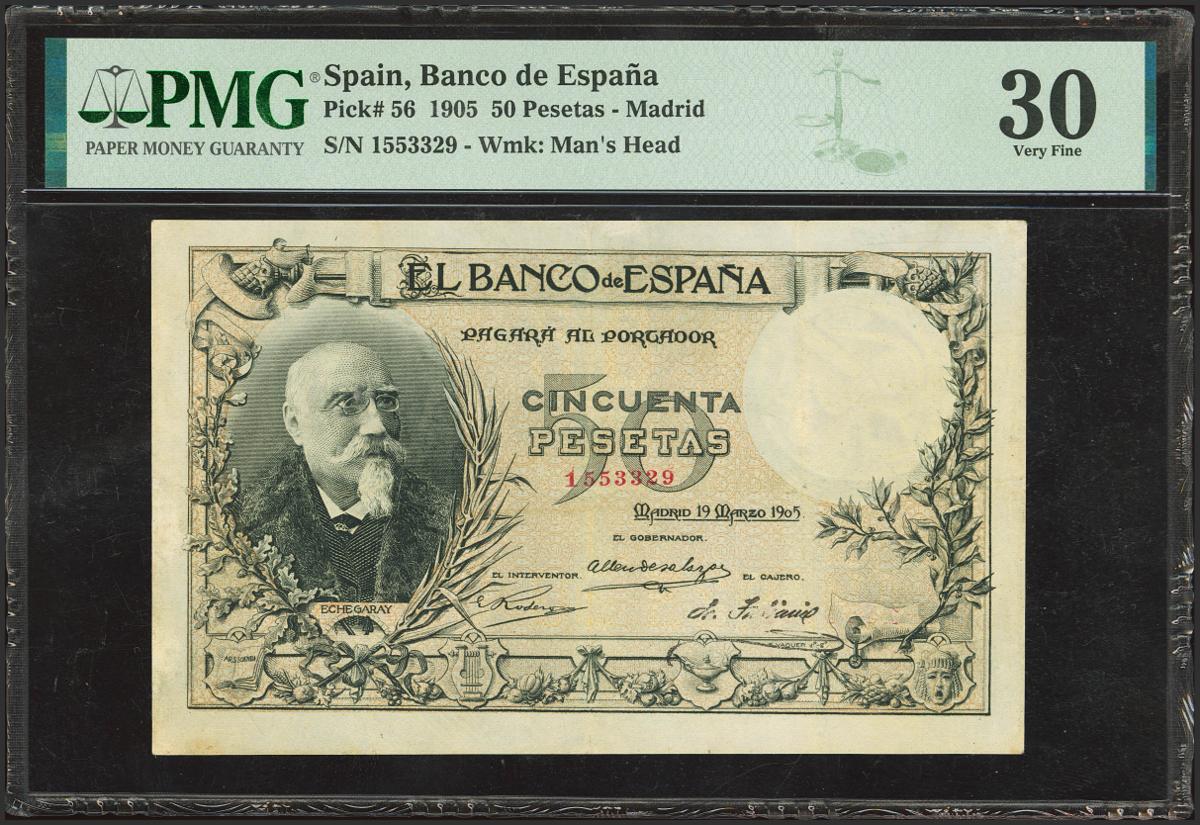 PMG®
PAPER MONEY GUARANTY
Spain, Banco de España
Pick# 56 1905 50 Pesetas - Madrid
S/N 1553329 - Wmk: Man's Head
30
Very Fine
EL BANCO de ESPAÑA
PAGARÁ AL PORTADOR
50
CINCUENTA
PESETAS
1553329
MADRID 19 MARZO 1905
EL GOBERNADOR.
EL INTERVENTOR.
EL CAJERO.
ECHEGARAY